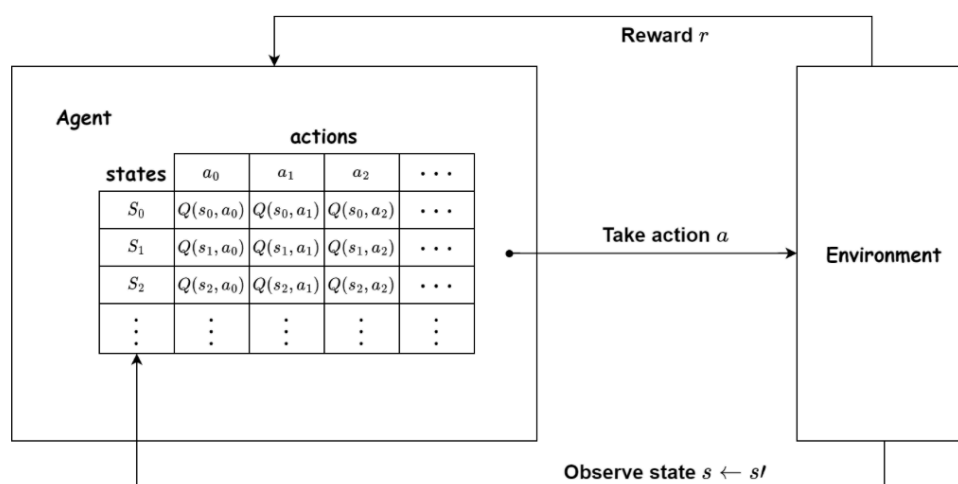 Reward r
Agent
actions
states a₀ a₁ a₂ ···
S₀ Q(s₀, a₀) Q(s₀, a₁) Q(s₀, a₂) ···
S₁ Q(s₁, a₀) Q(s₁, a₁) Q(s₁, a₂) ···
S₂ Q(s₂, a₀) Q(s₂, a₁) Q(s₂, a₂) ···
⋮ ⋮ ⋮ ⋮ ⋮
Take action a
Environment
Observe state s ← s′